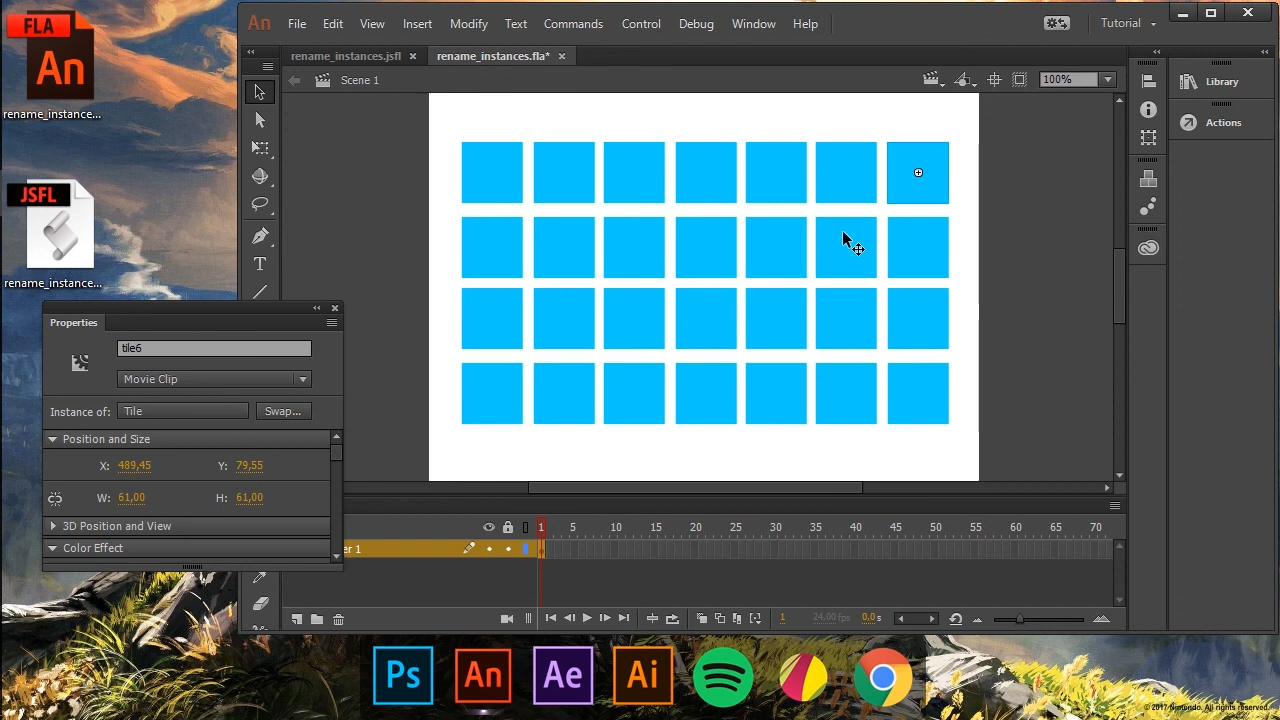 FLA
An
rename_instance...
JSFL
rename_instance...
An File Edit View Insert Modify Text Commands Control Debug Window Help Tutorial
rename_instances.jsfl × rename_instances.fla* ×
Scene 1 100%
Library
Actions
T
Properties
tile6
Movie Clip
Instance of: Tile Swap...
Position and Size
X: 489,45 Y: 79,55
W: 61,00 H: 61,00
3D Position and View
Color Effect
1 5 10 15 20 25 30 35 40 45 50 55 60 65 70
er 1
1 24,00 fps 0,0 s
Ps An Ae Ai
© 2017 Nintendo. All rights reserved.